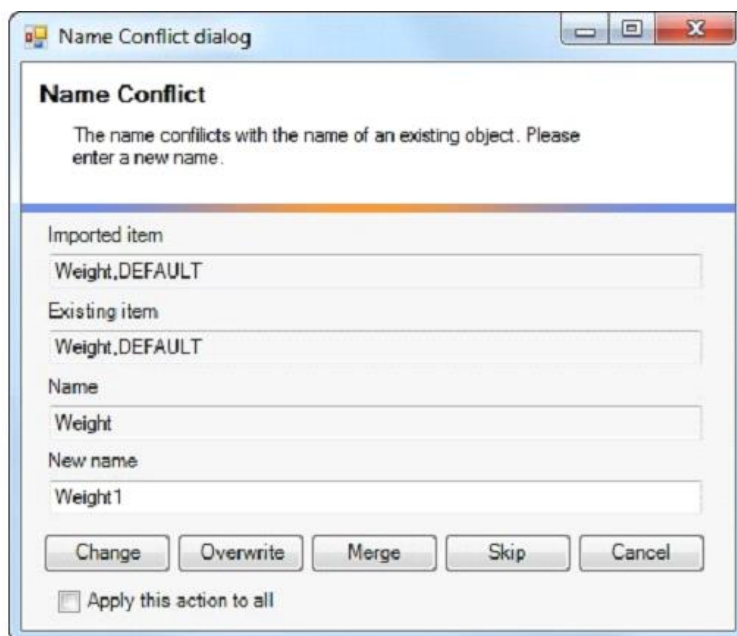 Name Conflict dialog
Name Conflict
The name confilicts with the name of an existing object. Please
enter a new name.
Imported item
Weight,DEFAULT
Existing item
Weight,DEFAULT
Name
Weight
New name
Weight1
Change Overwrite Merge Skip Cancel
Apply this action to all